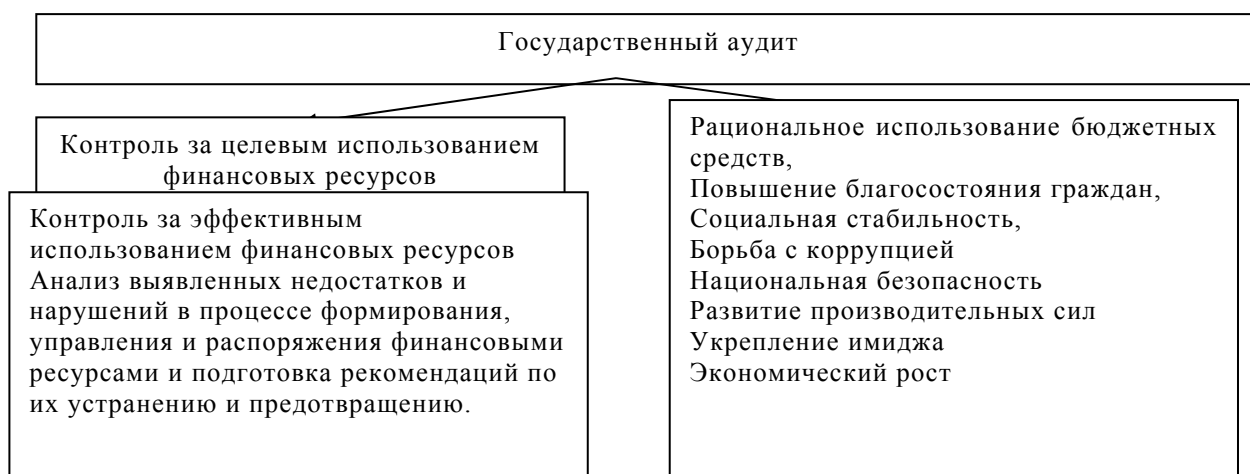 Государственный аудит
Контроль за целевым использованием
финансовых ресурсов
Контроль за эффективным
использованием финансовых ресурсов
Анализ выявленных недостатков и
нарушений в процессе формирования,
управления и распоряжения финансовыми
ресурсами и подготовка рекомендаций по
их устранению и предотвращению.
Рациональное использование бюджетных
средств,
Повышение благосостояния граждан,
Социальная стабильность,
Борьба с коррупцией
Национальная безопасность
Развитие производительных сил
Укрепление имиджа
Экономический рост